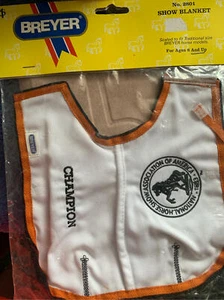 BREYER
No. 2601
SHOW BLANKET
Scaled to fit Traditional size
BREYER horse models
For Ages 6 And Up
CHAMPION
NATIONAL HORSE SHOW ASSOCIATION OF AMERICA